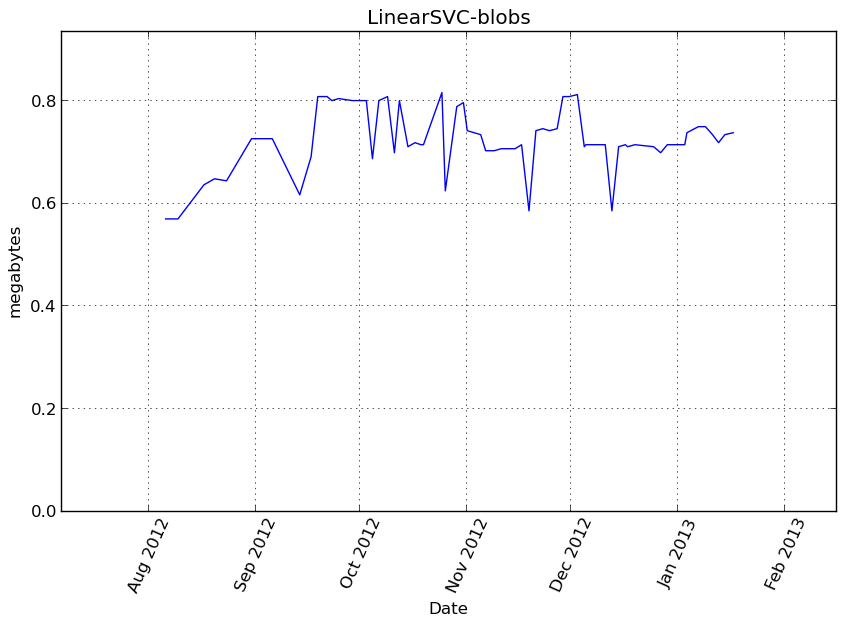 LinearSVC-blobs
megabytes
0.8
0.6
0.4
0.2
0.0
Aug 2012
Sep 2012
Oct 2012
Nov 2012
Dec 2012
Jan 2013
Feb 2013
Date